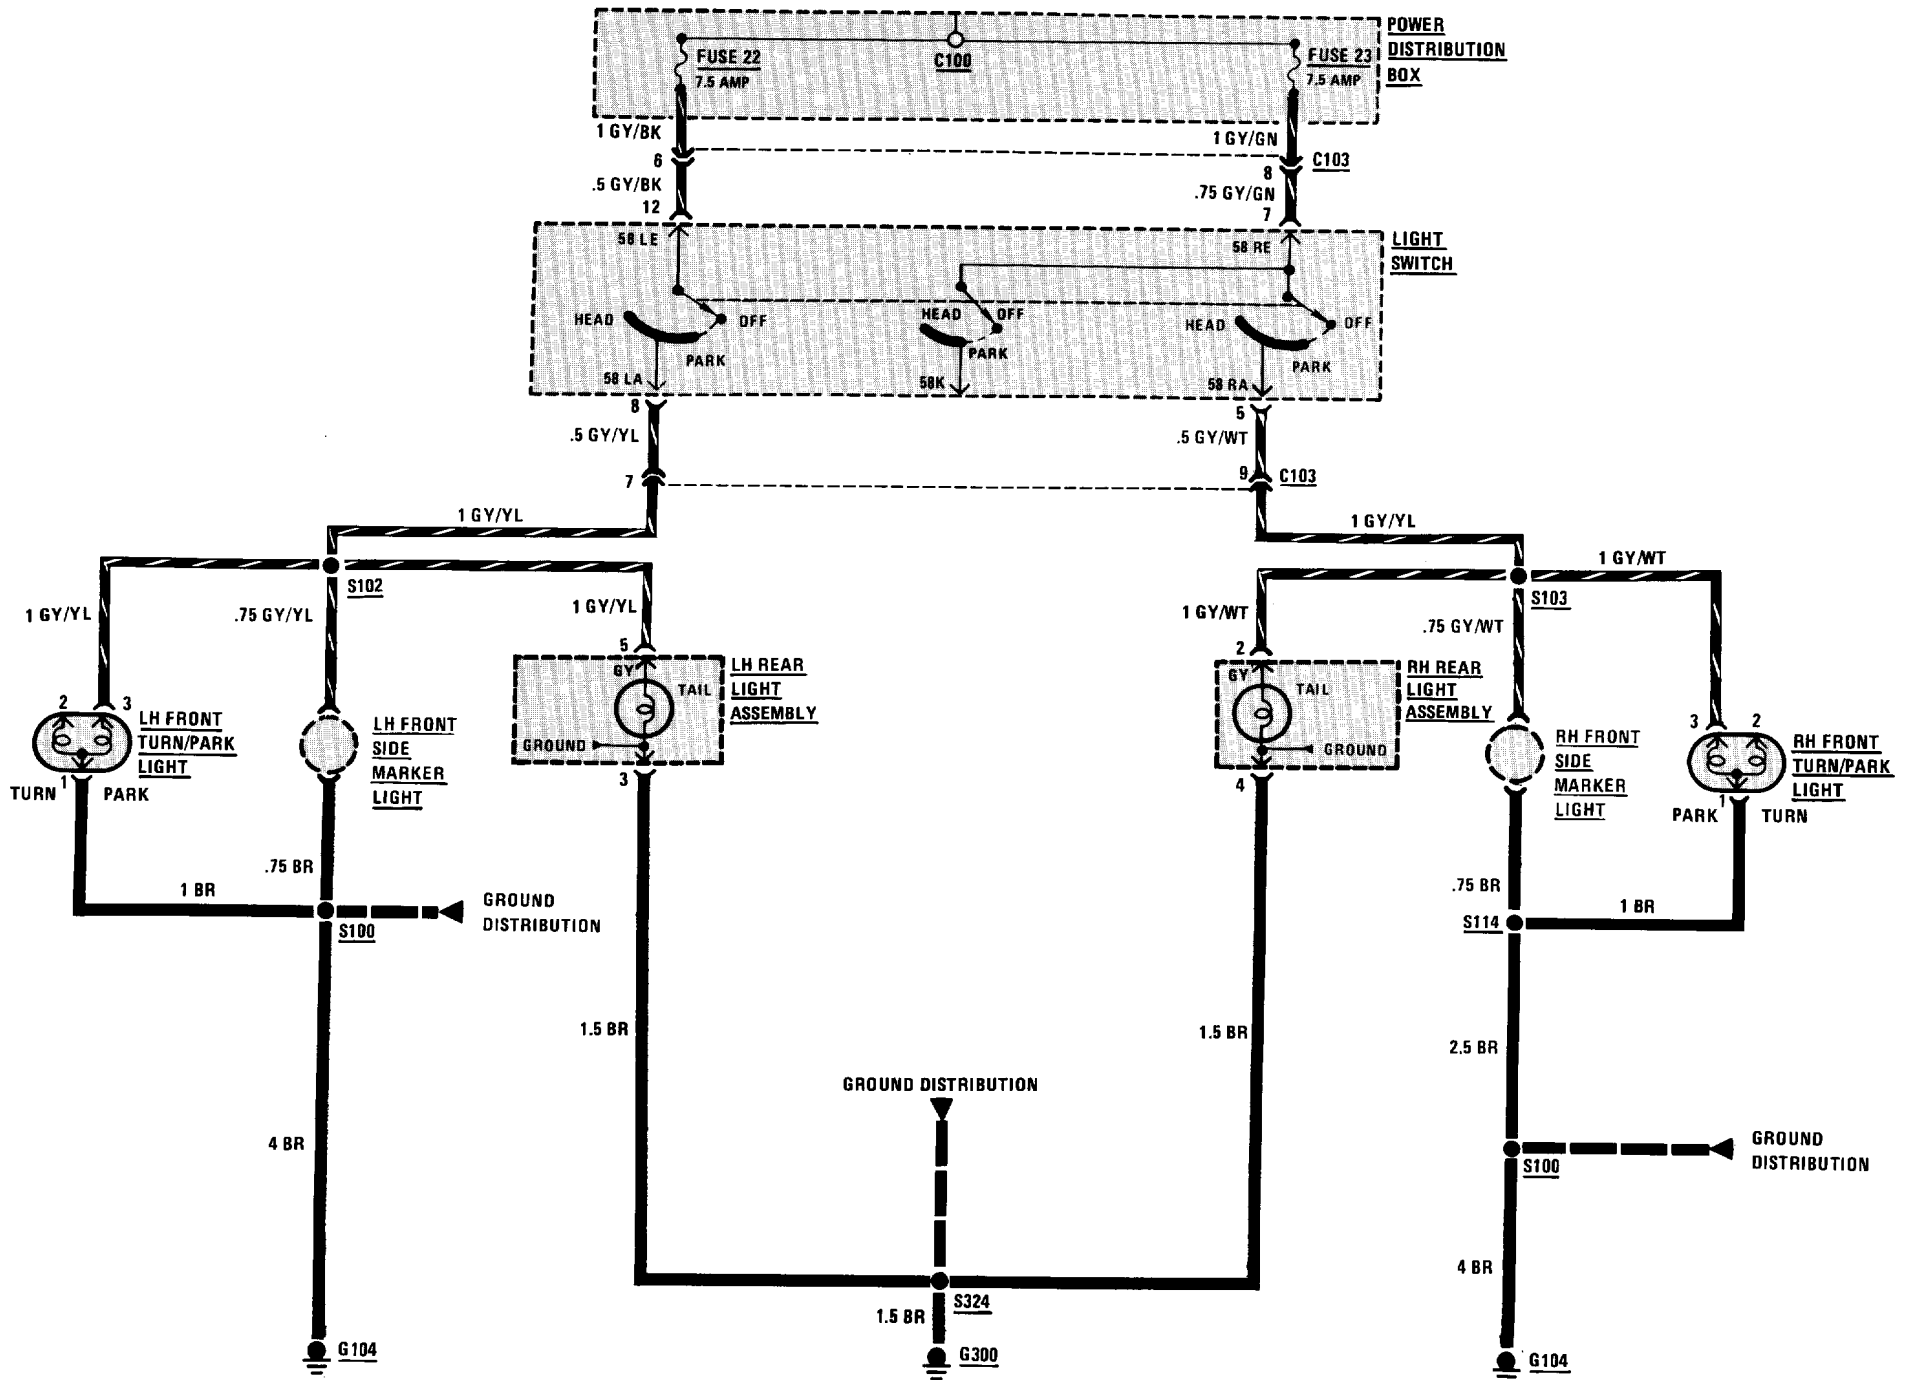 POWER
DISTRIBUTION
BOX
FUSE 22
7.5 AMP
C100
FUSE 23
7.5 AMP
1 GY/BK
1 GY/GN
6
C103
8
.5 GY/BK
.75 GY/GN
12
7
58 LE
58 RE
LIGHT
SWITCH
HEAD
OFF
PARK
HEAD
OFF
PARK
HEAD
OFF
PARK
58 LA
58K
58 RA
8
5
.5 GY/YL
.5 GY/WT
7
9
C103
1 GY/YL
1 GY/YL
1 GY/WT
S102
S103
1 GY/YL
.75 GY/YL
1 GY/YL
1 GY/WT
.75 GY/WT
5
2
GY
TAIL
GROUND
LH REAR
LIGHT
ASSEMBLY
3
GY
TAIL
GROUND
RH REAR
LIGHT
ASSEMBLY
4
2
3
LH FRONT
TURN/PARK
LIGHT
TURN
1
PARK
LH FRONT
SIDE
MARKER
LIGHT
RH FRONT
SIDE
MARKER
LIGHT
3
2
RH FRONT
TURN/PARK
LIGHT
PARK
1
TURN
.75 BR
1 BR
S100
GROUND
DISTRIBUTION
.75 BR
1 BR
S114
1.5 BR
1.5 BR
2.5 BR
GROUND DISTRIBUTION
4 BR
S100
GROUND
DISTRIBUTION
4 BR
S324
1.5 BR
G104
G300
G104